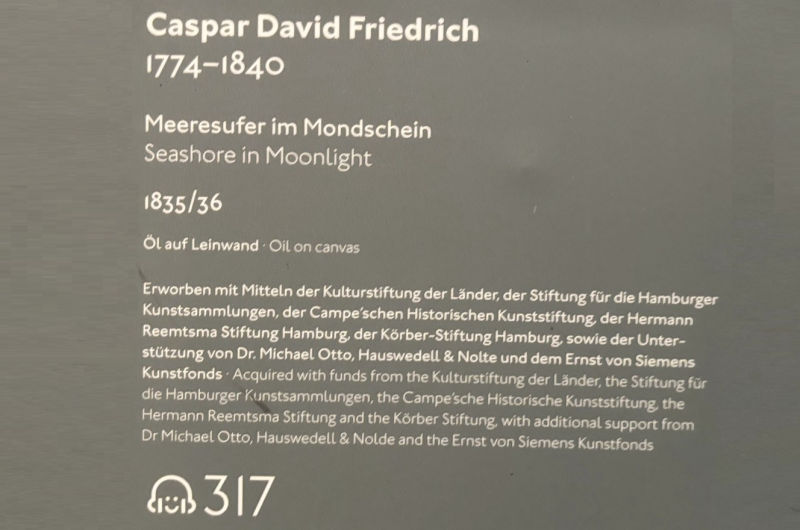 Caspar David Friedrich
1774–1840
Meeresufer im Mondschein
Seashore in Moonlight
1835/36
Öl auf Leinwand · Oil on canvas
Erworben mit Mitteln der Kulturstiftung der Länder, der Stiftung für die Hamburger
Kunstsammlungen, der Campe'schen Historischen Kunststiftung, der Hermann
Reemtsma Stiftung Hamburg, der Körber-Stiftung Hamburg, sowie der Unter-
stützung von Dr. Michael Otto, Hauswedell & Nolte und dem Ernst von Siemens
Kunstfonds · Acquired with funds from the Kulturstiftung der Länder, the Stiftung für
die Hamburger Kunstsammlungen, the Campe'sche Historische Kunststiftung, the
Hermann Reemtsma Stiftung and the Körber Stiftung, with additional support from
Dr Michael Otto, Hauswedell & Nolde and the Ernst von Siemens Kunstfonds
317